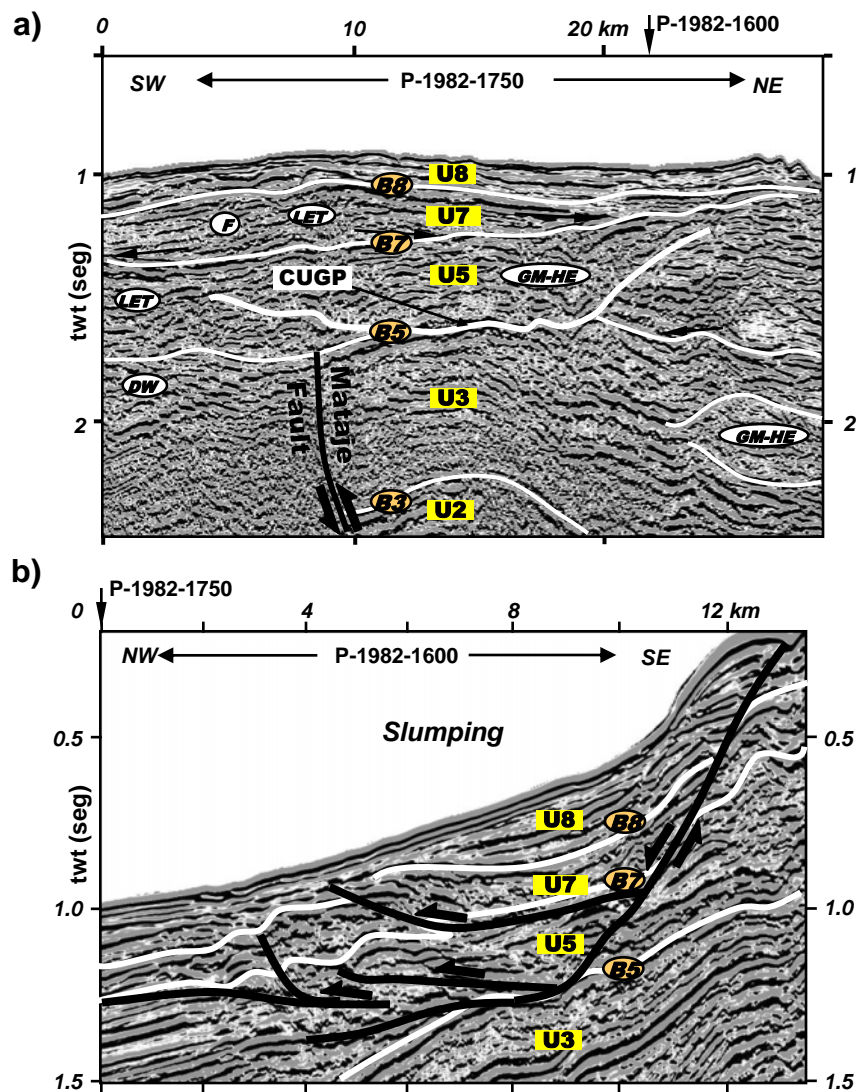 a)
0 10 20 km P-1982-1600
SW P-1982-1750 NE
1 1
B8 U8
F LET U7
B7
CUGP U5 GM-HE
LET
B5
twt (seg)
DW
Mataje
Fault
U3
2 2
GM-HE
B3 U2
b)
P-1982-1750
0 4 8 12 km
NW P-1982-1600 SE
0.5 0.5
Slumping
U8 B8
twt (seg)
U7 B7
1.0 1.0
U5
B5
U3
1.5 1.5